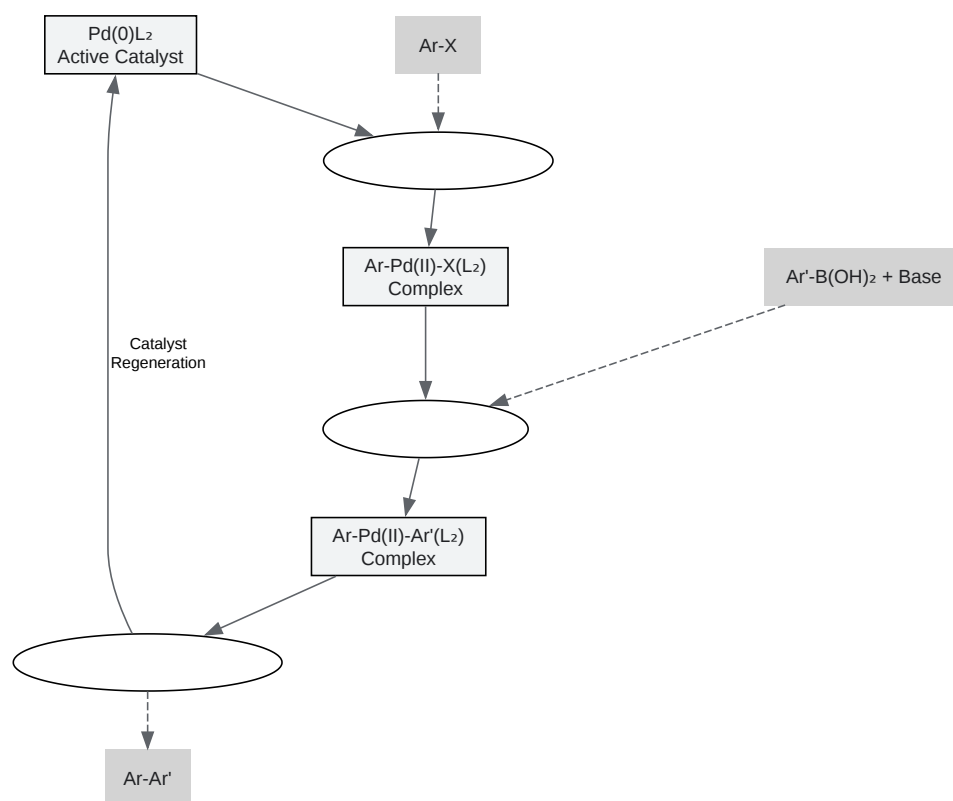 Pd(0)L₂
Active Catalyst
Ar-X
Ar-Pd(II)-X(L₂)
Complex
Ar'-B(OH)₂ + Base
Catalyst
Regeneration
Ar-Pd(II)-Ar'(L₂)
Complex
Ar-Ar'